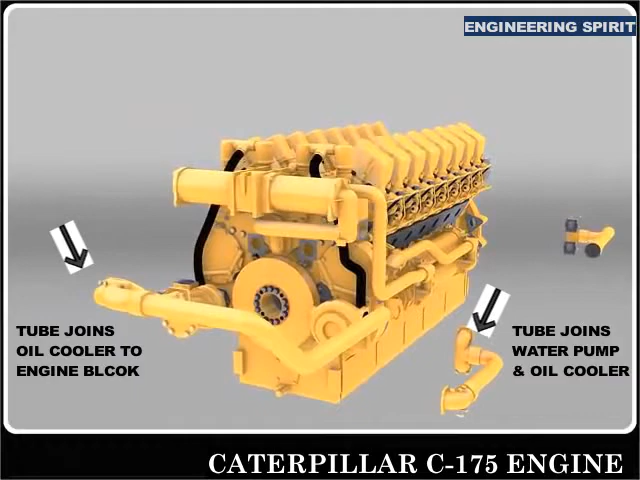 ENGINEERING SPIRIT
TUBE JOINS
OIL COOLER TO
ENGINE BLCOK
TUBE JOINS
WATER PUMP
& OIL COOLER
CATERPILLAR C-175 ENGINE